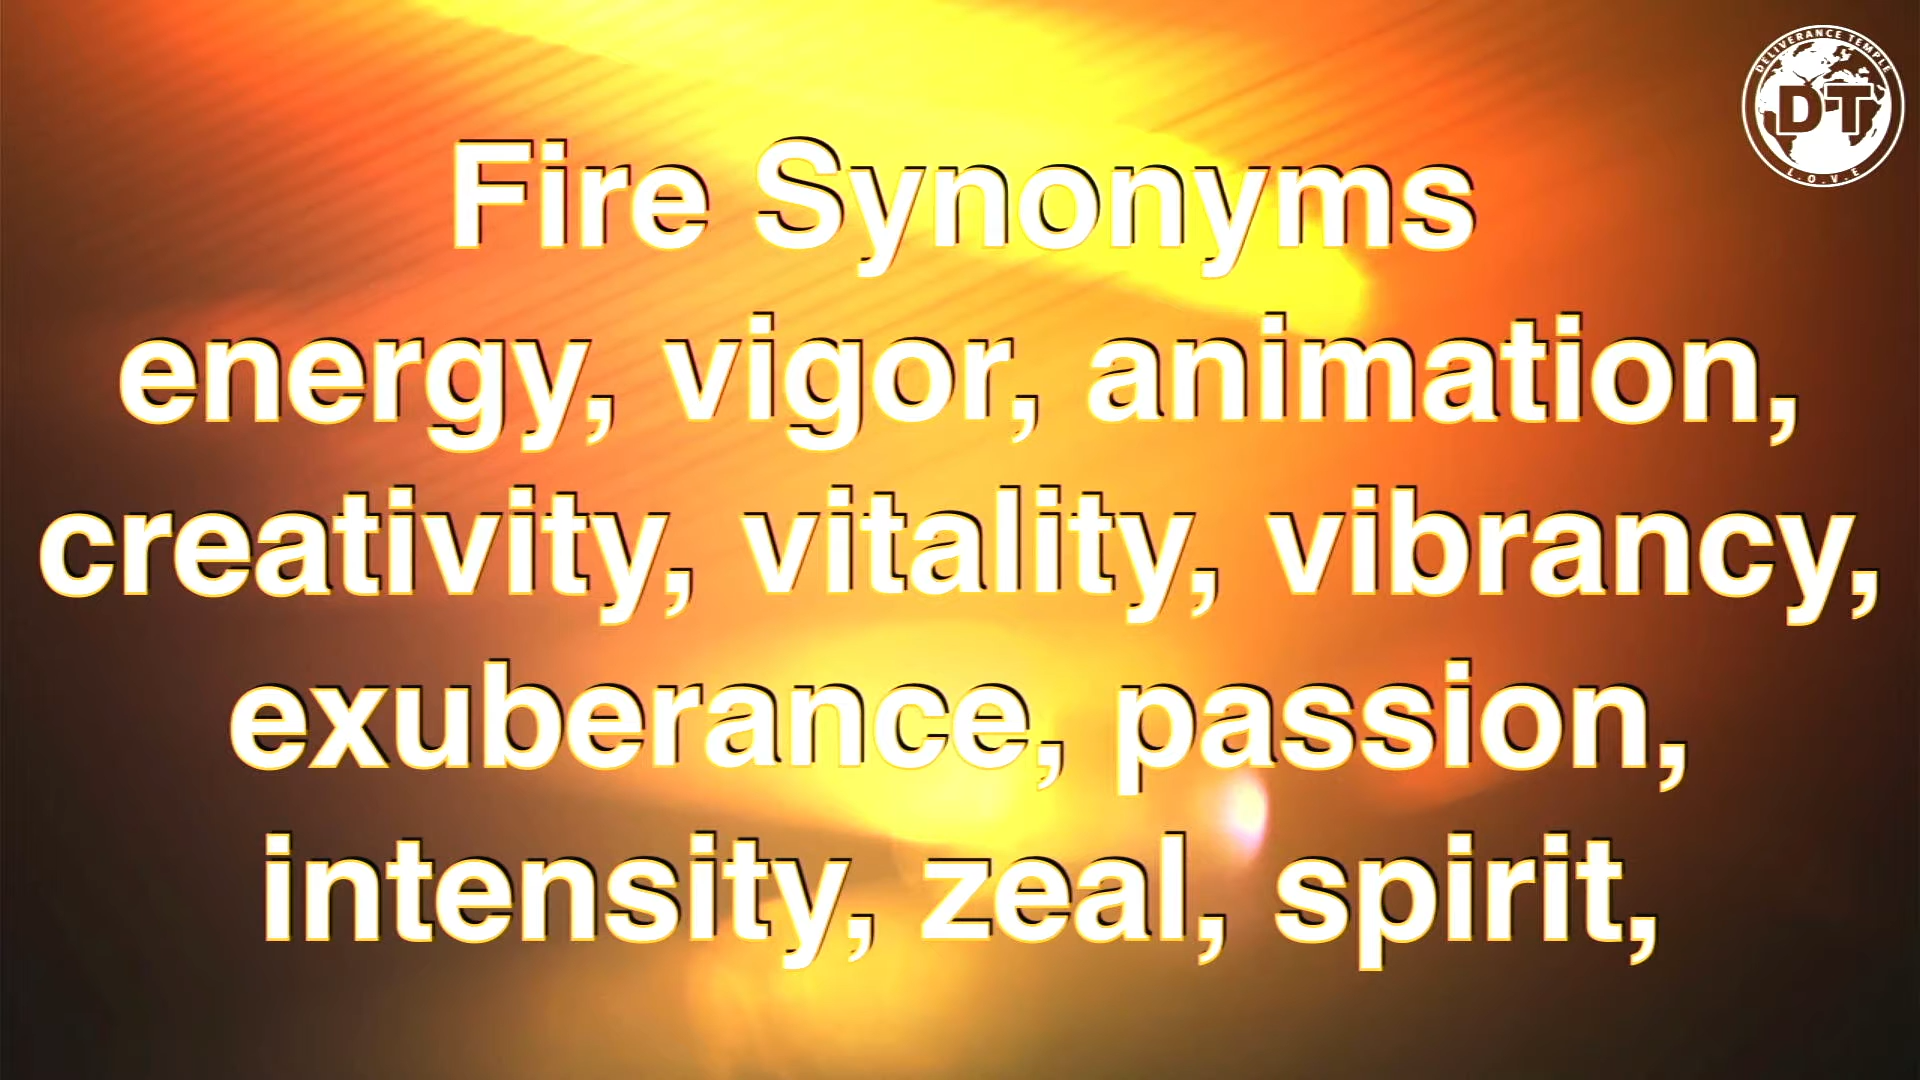 DELIVERANCE TEMPLE
DT
L.O.V.E
Fire Synonyms
energy, vigor, animation,
creativity, vitality, vibrancy,
exuberance, passion,
intensity, zeal, spirit,